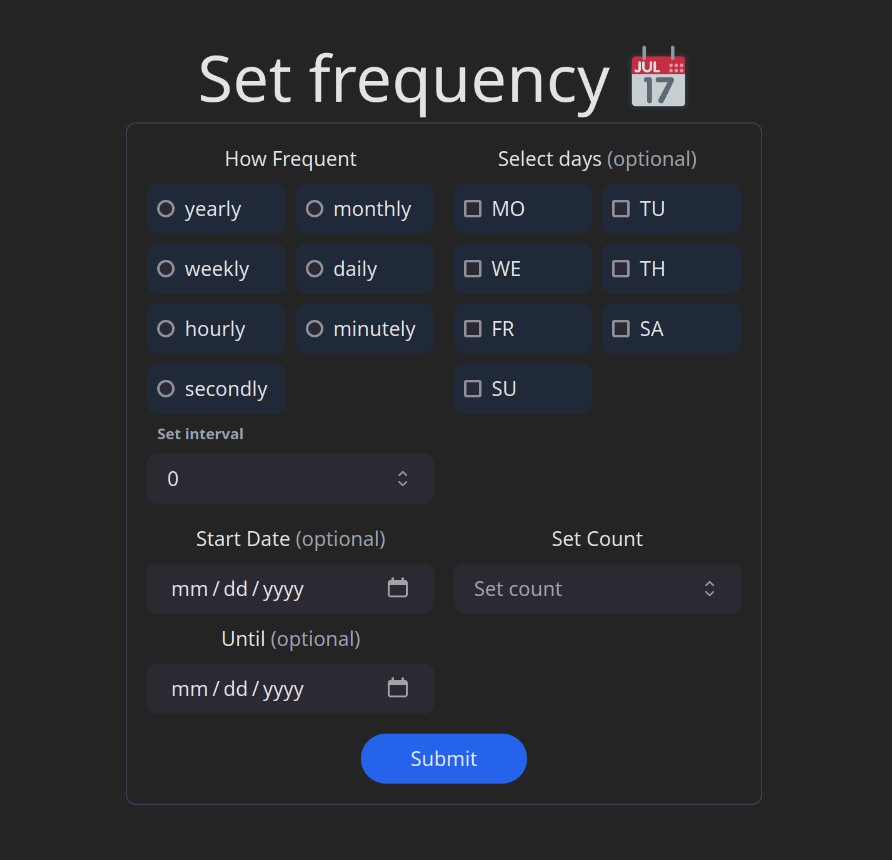 Set frequency
JUL
17
How Frequent
yearly
monthly
weekly
daily
hourly
minutely
secondly
Set interval
0
Select days (optional)
MO
TU
WE
TH
FR
SA
SU
Start Date (optional)
mm/dd/yyyy
Set Count
Set count
Until (optional)
mm/dd/yyyy
Submit